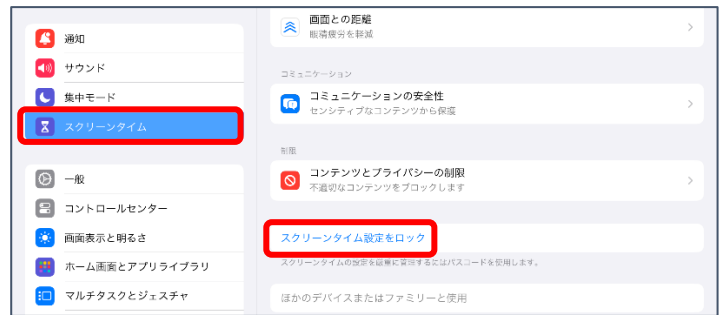 通知
サウンド
集中モード
スクリーンタイム
一般
コントロールセンター
画面表示と明るさ
ホーム画面とアプリライブラリ
マルチタスクとジェスチャ
画面との距離
眼精疲労を軽減
コミュニケーション
コミュニケーションの安全性
センシティブなコンテンツから保護
制限
コンテンツとプライバシーの制限
不適切なコンテンツをブロックします
スクリーンタイム設定をロック
スクリーンタイムの設定を厳重に管理するにはパスコードを使用します。
ほかのデバイスまたはファミリーと使用